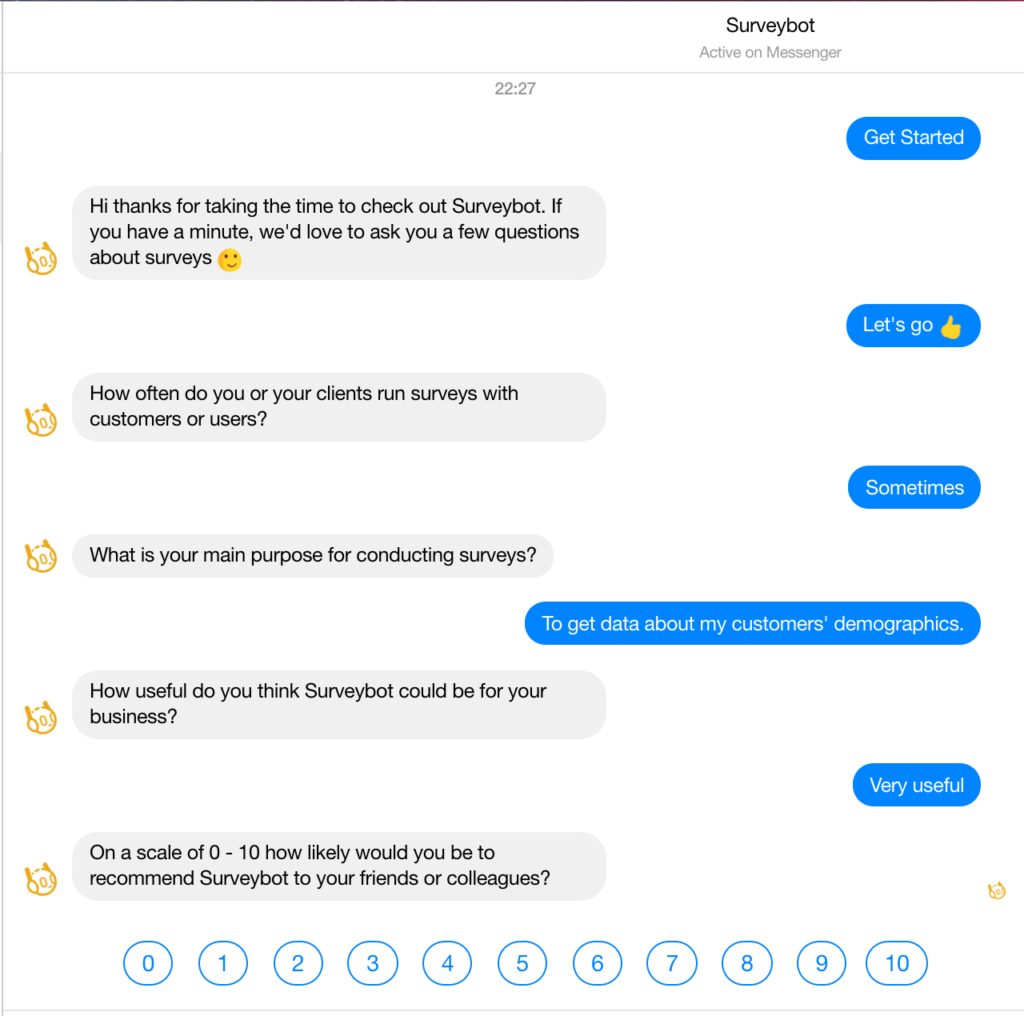 Surveybot
Active on Messenger
22:27
Get Started
Hi thanks for taking the time to check out Surveybot. If
you have a minute, we'd love to ask you a few questions
about surveys 🙂
Let's go 👍
How often do you or your clients run surveys with
customers or users?
Sometimes
What is your main purpose for conducting surveys?
To get data about my customers' demographics.
How useful do you think Surveybot could be for your
business?
Very useful
On a scale of 0 - 10 how likely would you be to
recommend Surveybot to your friends or colleagues?
0 1 2 3 4 5 6 7 8 9 10